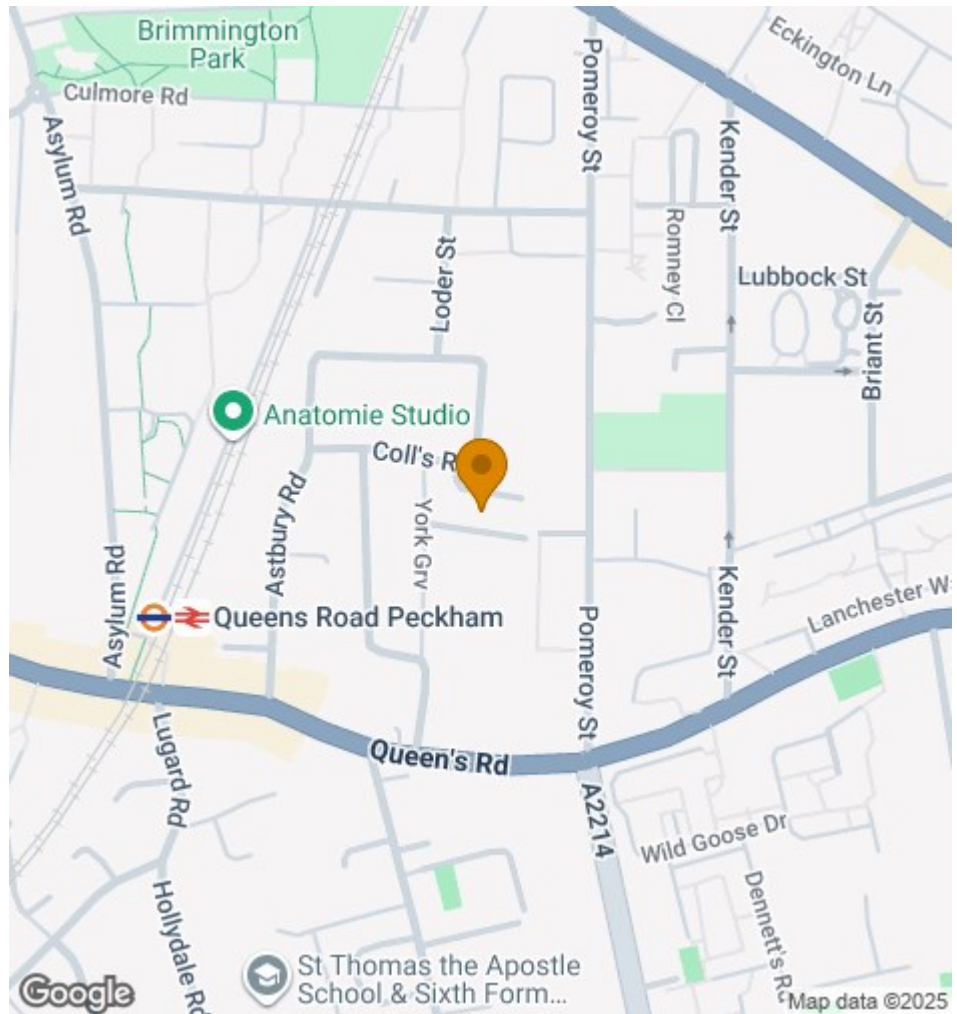 Brimmington
Park
Eckington Ln
Culmore Rd
Pomeroy St
Asylum Rd
Kender St
Romney Cl
Loder St
Lubbock St
Briant St
Anatomie Studio
Coll's R
Astbury Rd
York Grv
Asylum Rd
Kender St
Lanchester W
Queens Road Peckham
Pomeroy St
Lugard Rd
Queen's Rd
A2214
Wild Goose Dr
Dennett's Rd
Hollydale Rd
St Thomas the Apostle
School & Sixth Form...
Google
Map data ©2025